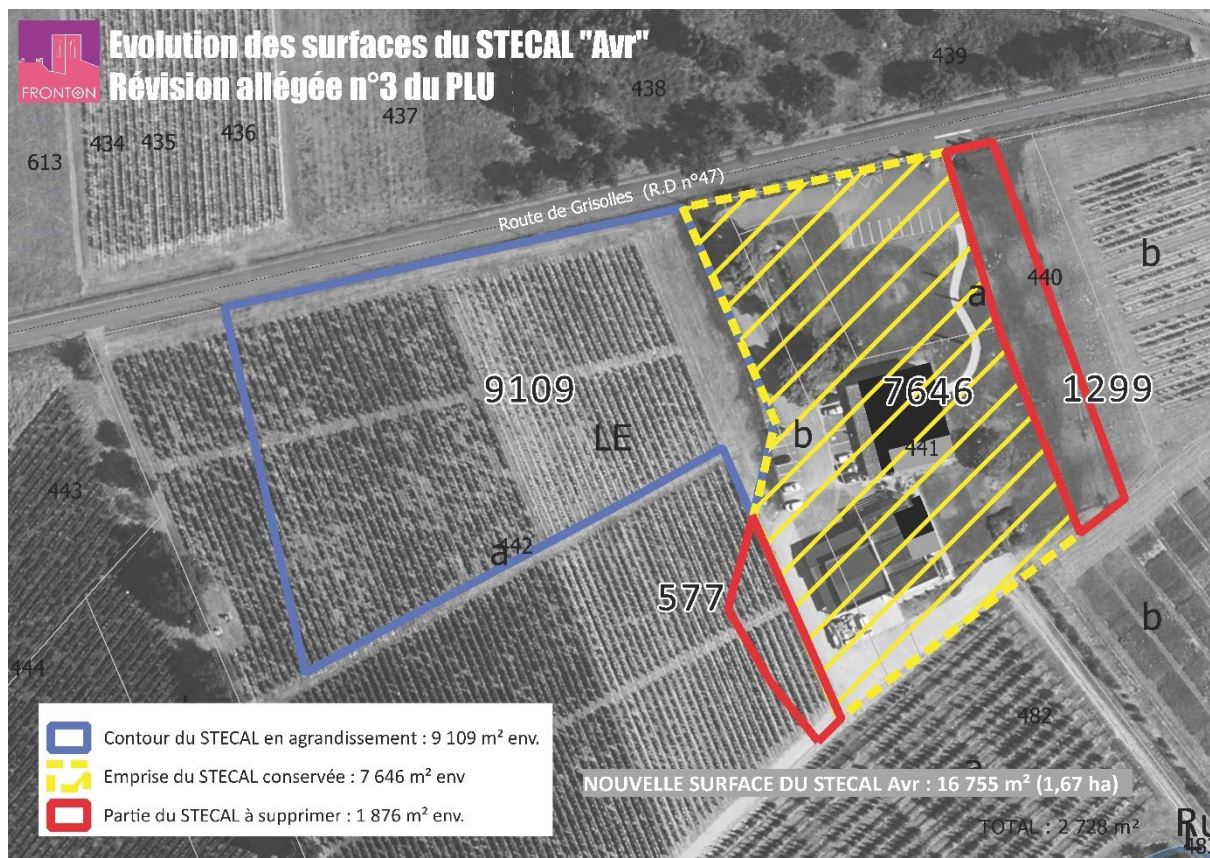 FRONTON
Evolution des surfaces du STECAL "Avr"
Révision allégée n°3 du PLU
439
438
437
436
435
434
613
Route de Grisolles (R.D n°47)
b
440
a
9109
7646
1299
LE
b
441
443
a
442
577
b
444
482
a
Contour du STECAL en agrandissement : 9 109 m² env.
Emprise du STECAL conservée : 7 646 m² env
Partie du STECAL à supprimer : 1 876 m² env.
NOUVELLE SURFACE DU STECAL Avr : 16 755 m² (1,67 ha)
TOTAL : 2 728 m²
Ru